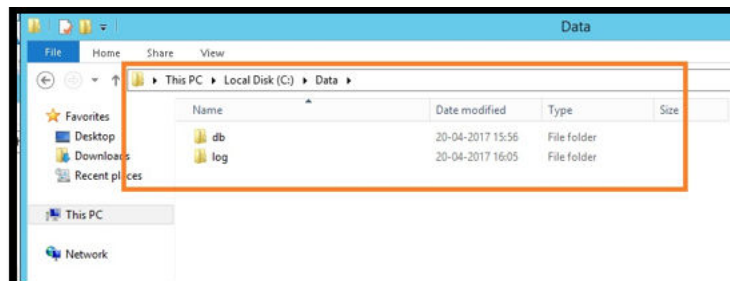 Data
File Home Share View
This PC Local Disk (C:) Data
Name Date modified Type Size
Favorites
Desktop
Downloads
Recent places
This PC
Network
db 20-04-2017 15:56 File folder
log 20-04-2017 16:05 File folder